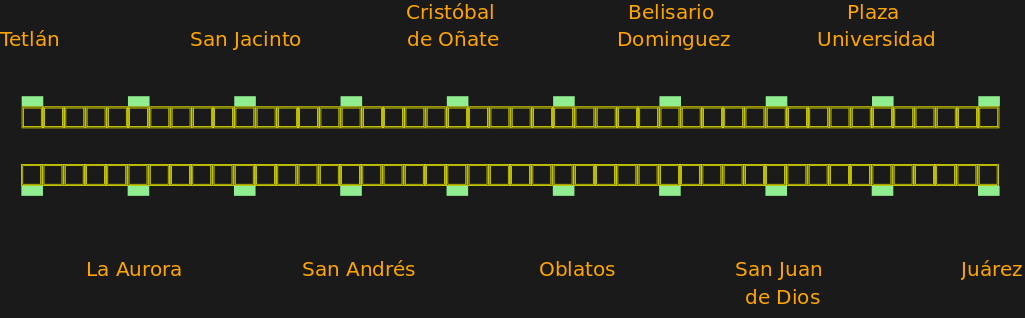 Cristóbal
Belisario
Plaza
Tetlán
San Jacinto
de Oñate
Dominguez
Universidad
La Aurora
San Andrés
Oblatos
San Juan
Juárez
de Dios